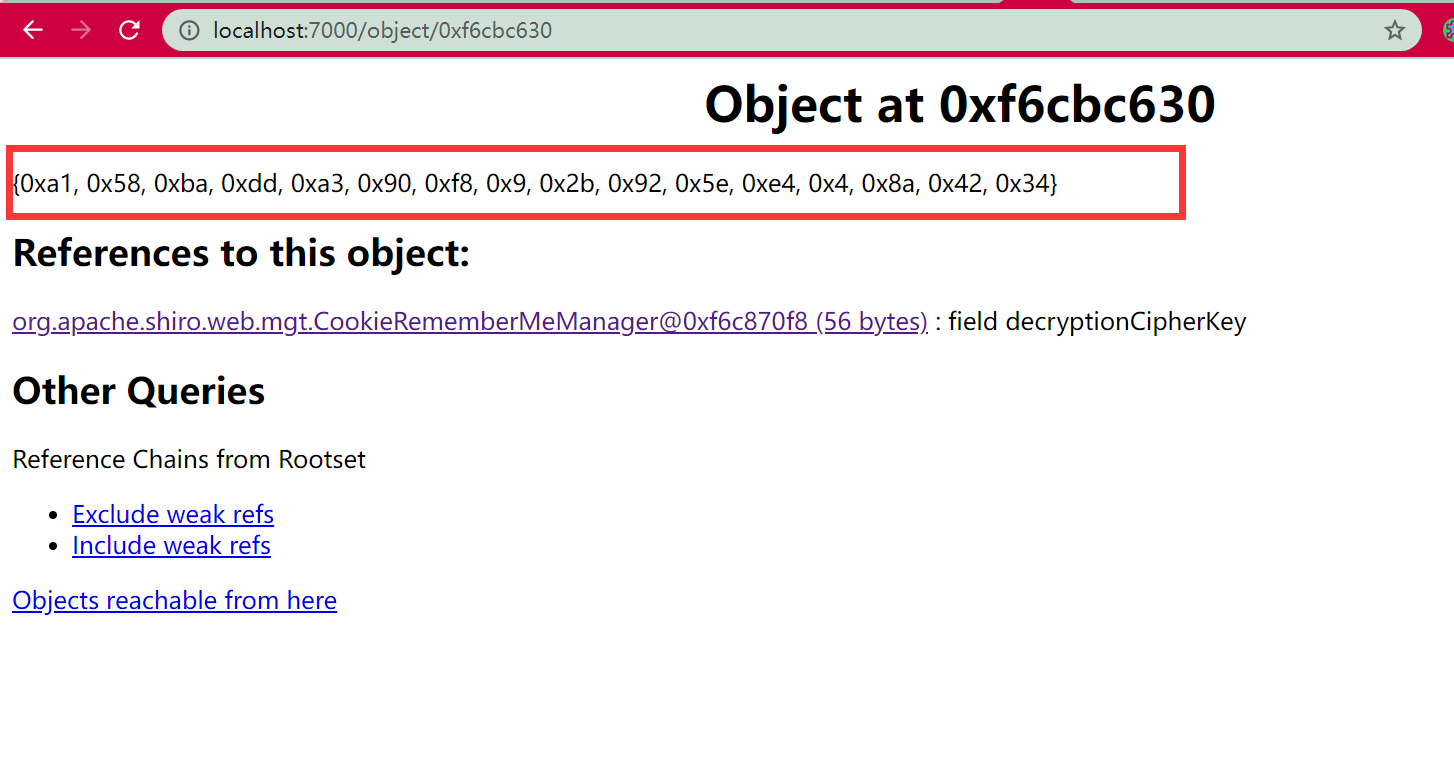 localhost:7000/object/0xf6cbc630
Object at 0xf6cbc630
{0xa1, 0x58, 0xba, 0xdd, 0xa3, 0x90, 0xf8, 0x9, 0x2b, 0x92, 0x5e, 0xe4, 0x4, 0x8a, 0x42, 0x34}
References to this object:
org.apache.shiro.web.mgt.CookieRememberMeManager@0xf6c870f8 (56 bytes) : field decryptionCipherKey
Other Queries
Reference Chains from Rootset
• Exclude weak refs
• Include weak refs
Objects reachable from here